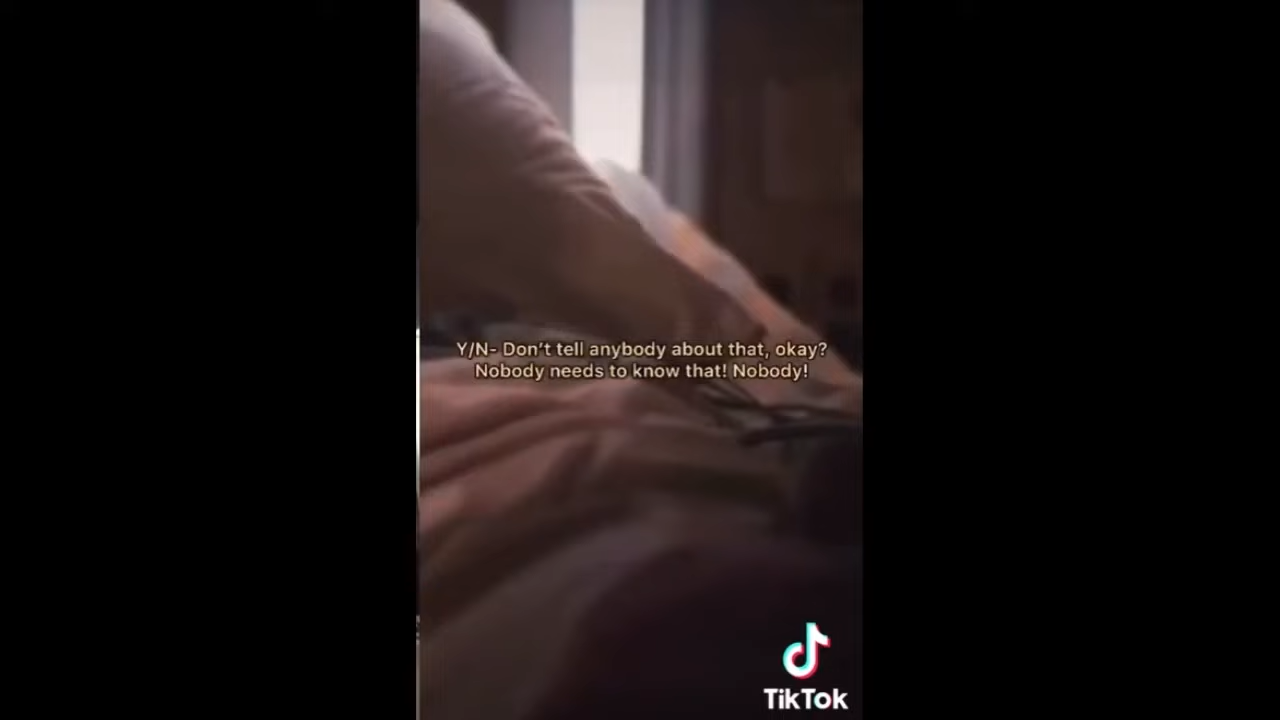 Y/N- Don't tell anybody about that, okay?
Nobody needs to know that! Nobody!
TikTok